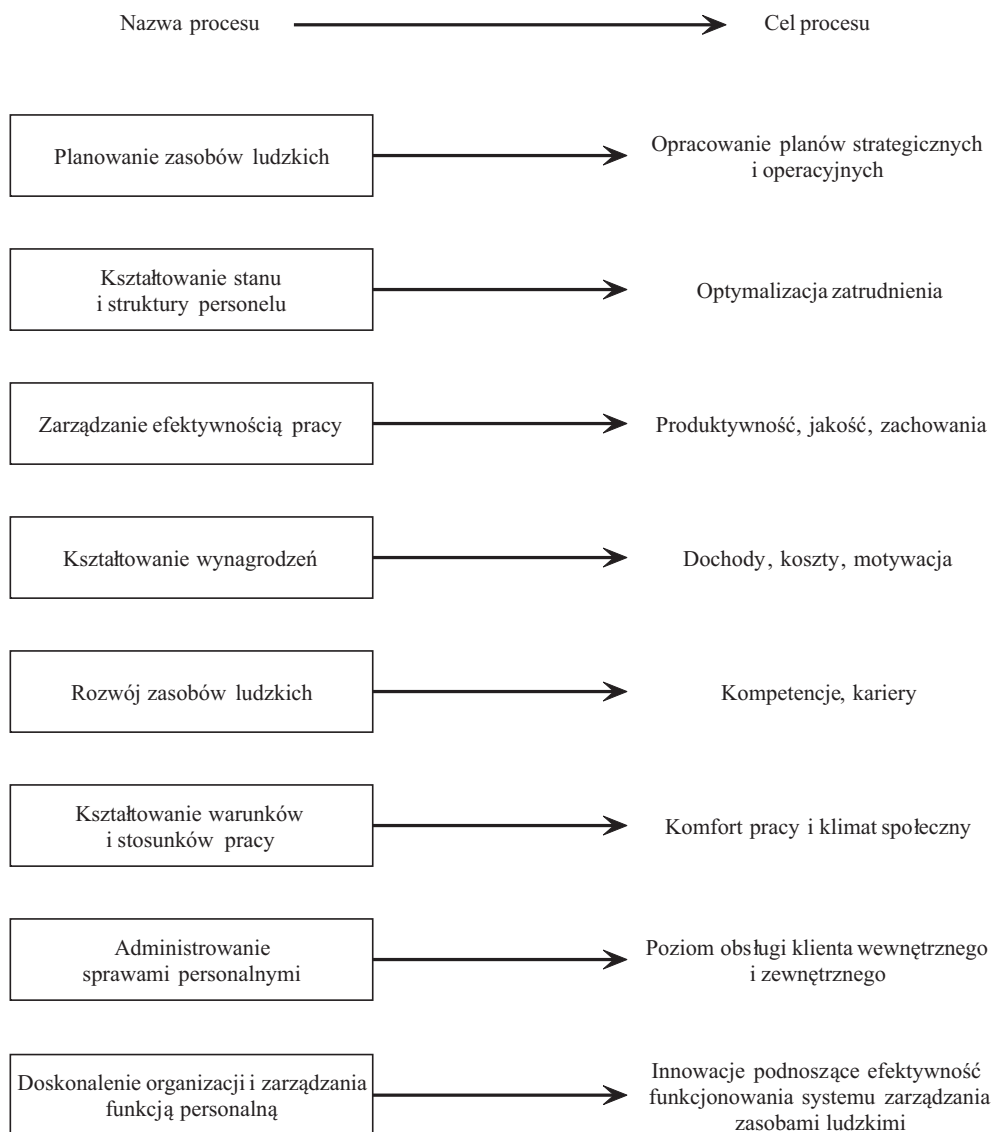 Nazwa procesu
Cel procesu
Planowanie zasobów ludzkich
Opracowanie planów strategicznych
i operacyjnych
Kształtowanie stanu
i struktury personelu
Optymalizacja zatrudnienia
Zarządzanie efektywnością pracy
Produktywność, jakość, zachowania
Kształtowanie wynagrodzeń
Dochody, koszty, motywacja
Rozwój zasobów ludzkich
Kompetencje, kariery
Kształtowanie warunków
i stosunków pracy
Komfort pracy i klimat społeczny
Administrowanie
sprawami personalnymi
Poziom obsługi klienta wewnętrznego
i zewnętrznego
Doskonalenie organizacji i zarządzania
funkcją personalną
Innowacje podnoszące efektywność
funkcjonowania systemu zarządzania
zasobami ludzkimi